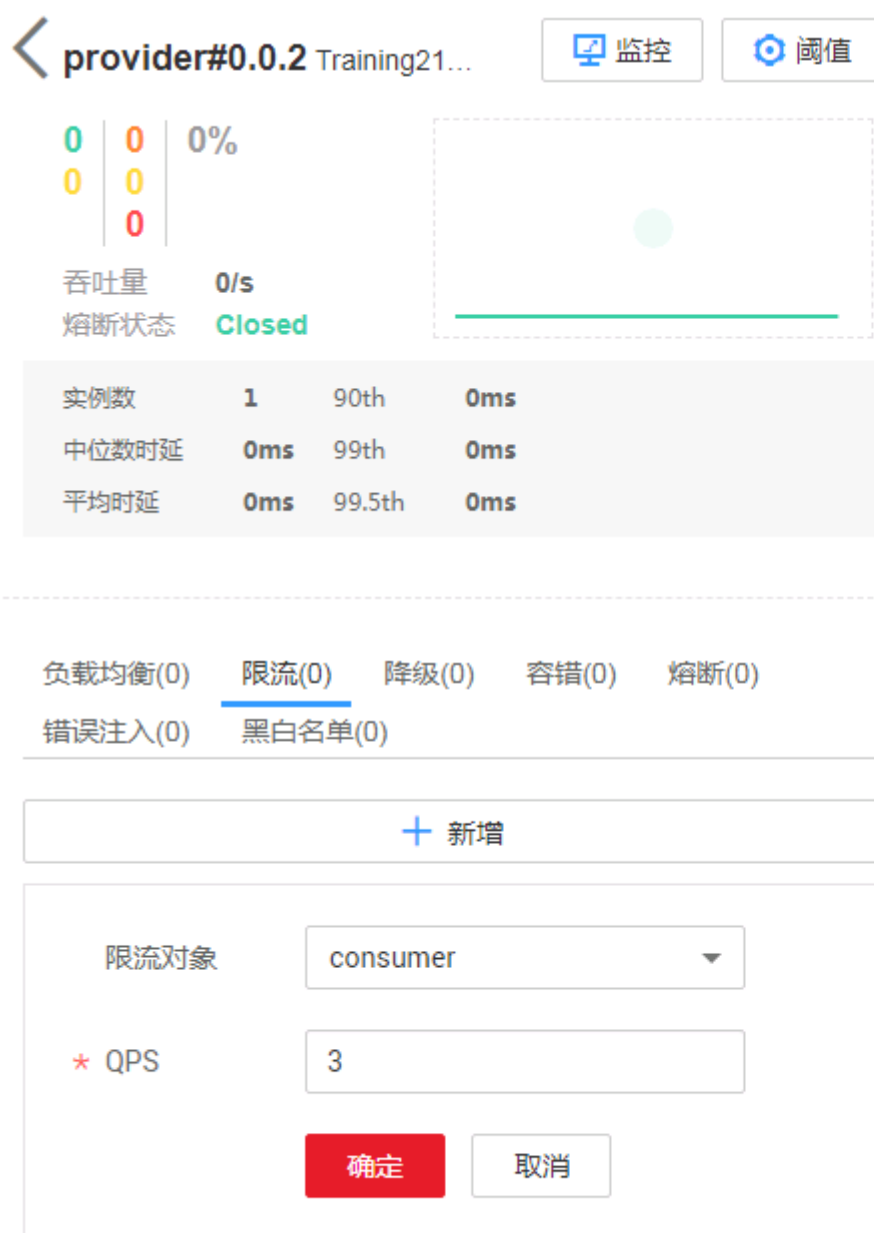 provider#0.0.2 Training21... 监控 阈值
0 0 0%
0 0
0
吞吐量 0/s
熔断状态 Closed
实例数 1 90th 0ms
中位数时延 0ms 99th 0ms
平均时延 0ms 99.5th 0ms
负载均衡(0) 限流(0) 降级(0) 容错(0) 熔断(0)
错误注入(0) 黑白名单(0)
+ 新增
限流对象 consumer
* QPS 3
确定 取消